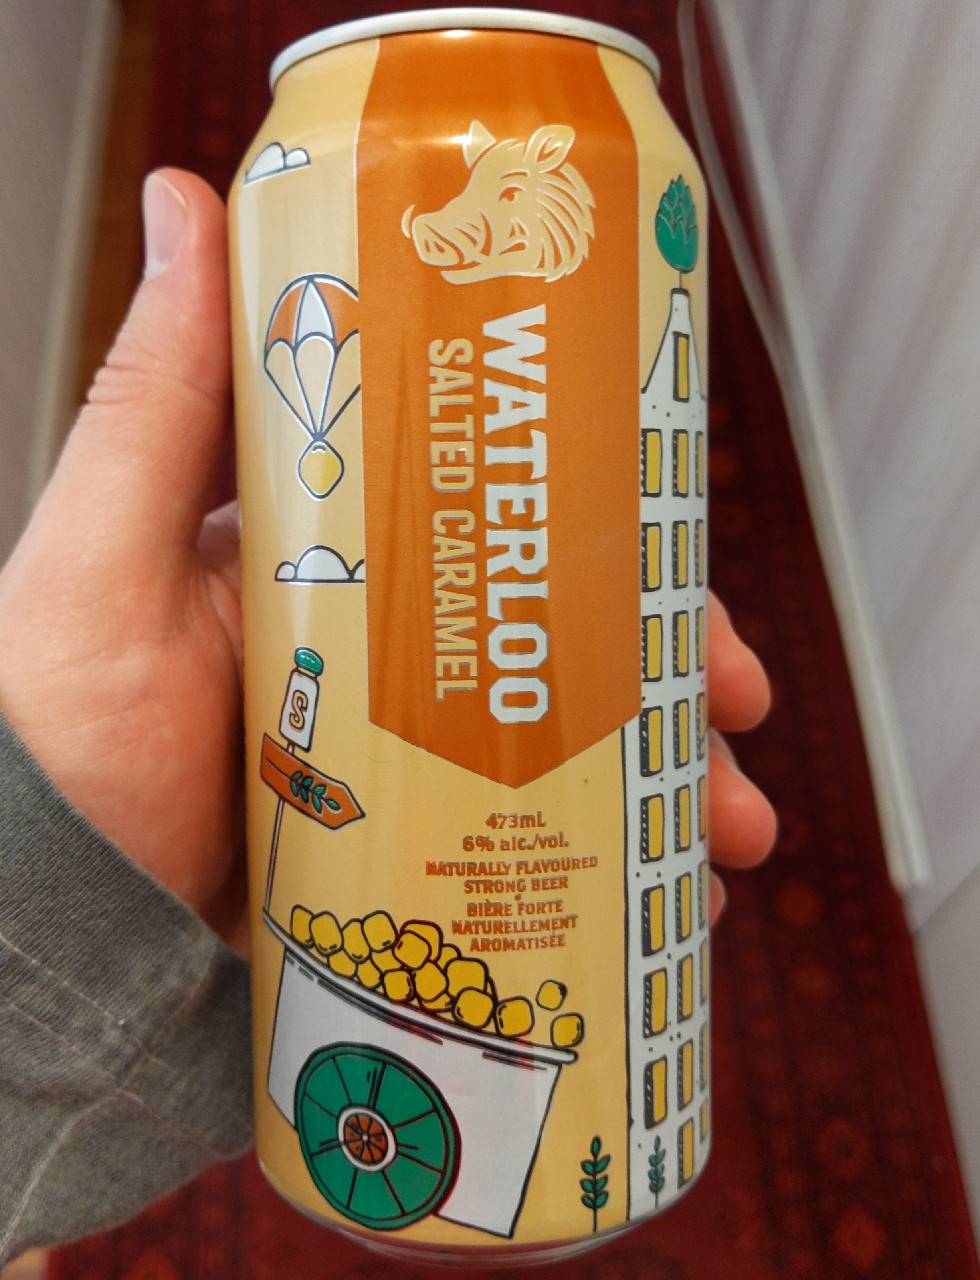 WATERLOO
SALTED CARAMEL
S
473mL
6% alc./vol.
NATURALLY FLAVOURED
STRONG BEER
BIÈRE FORTE
NATURELLEMENT
AROMATISÉE